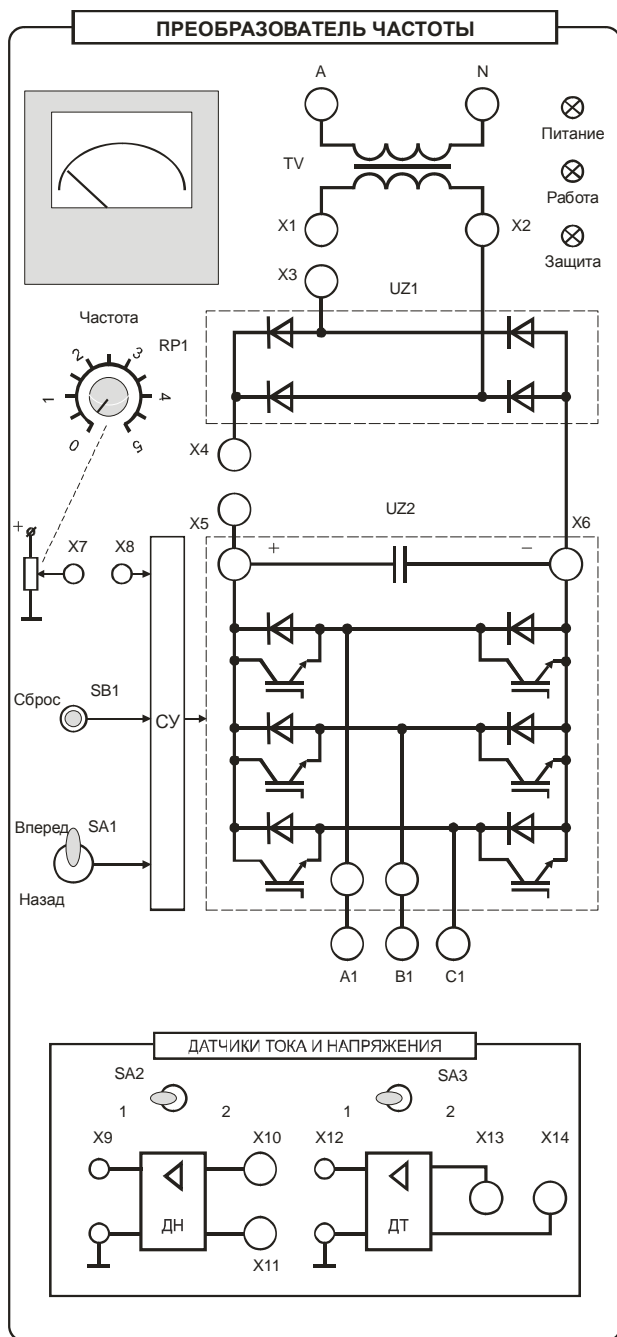 ПРЕОБРАЗОВАТЕЛЬ ЧАСТОТЫ
A N
Питание
TV
Работа
X1 X2
Защита
X3
UZ1
Частота
RP1
0 1 2 3 4 5
X4
X5 UZ2 X6
+ −
+
X7 X8
Сброс SB1
СУ
Вперед SA1
Назад
A1 B1 C1
ДАТЧИКИ ТОКА И НАПРЯЖЕНИЯ
SA2 SA3
1 2 1 2
X9 X10 X12 X13 X14
ДН ДТ
X11